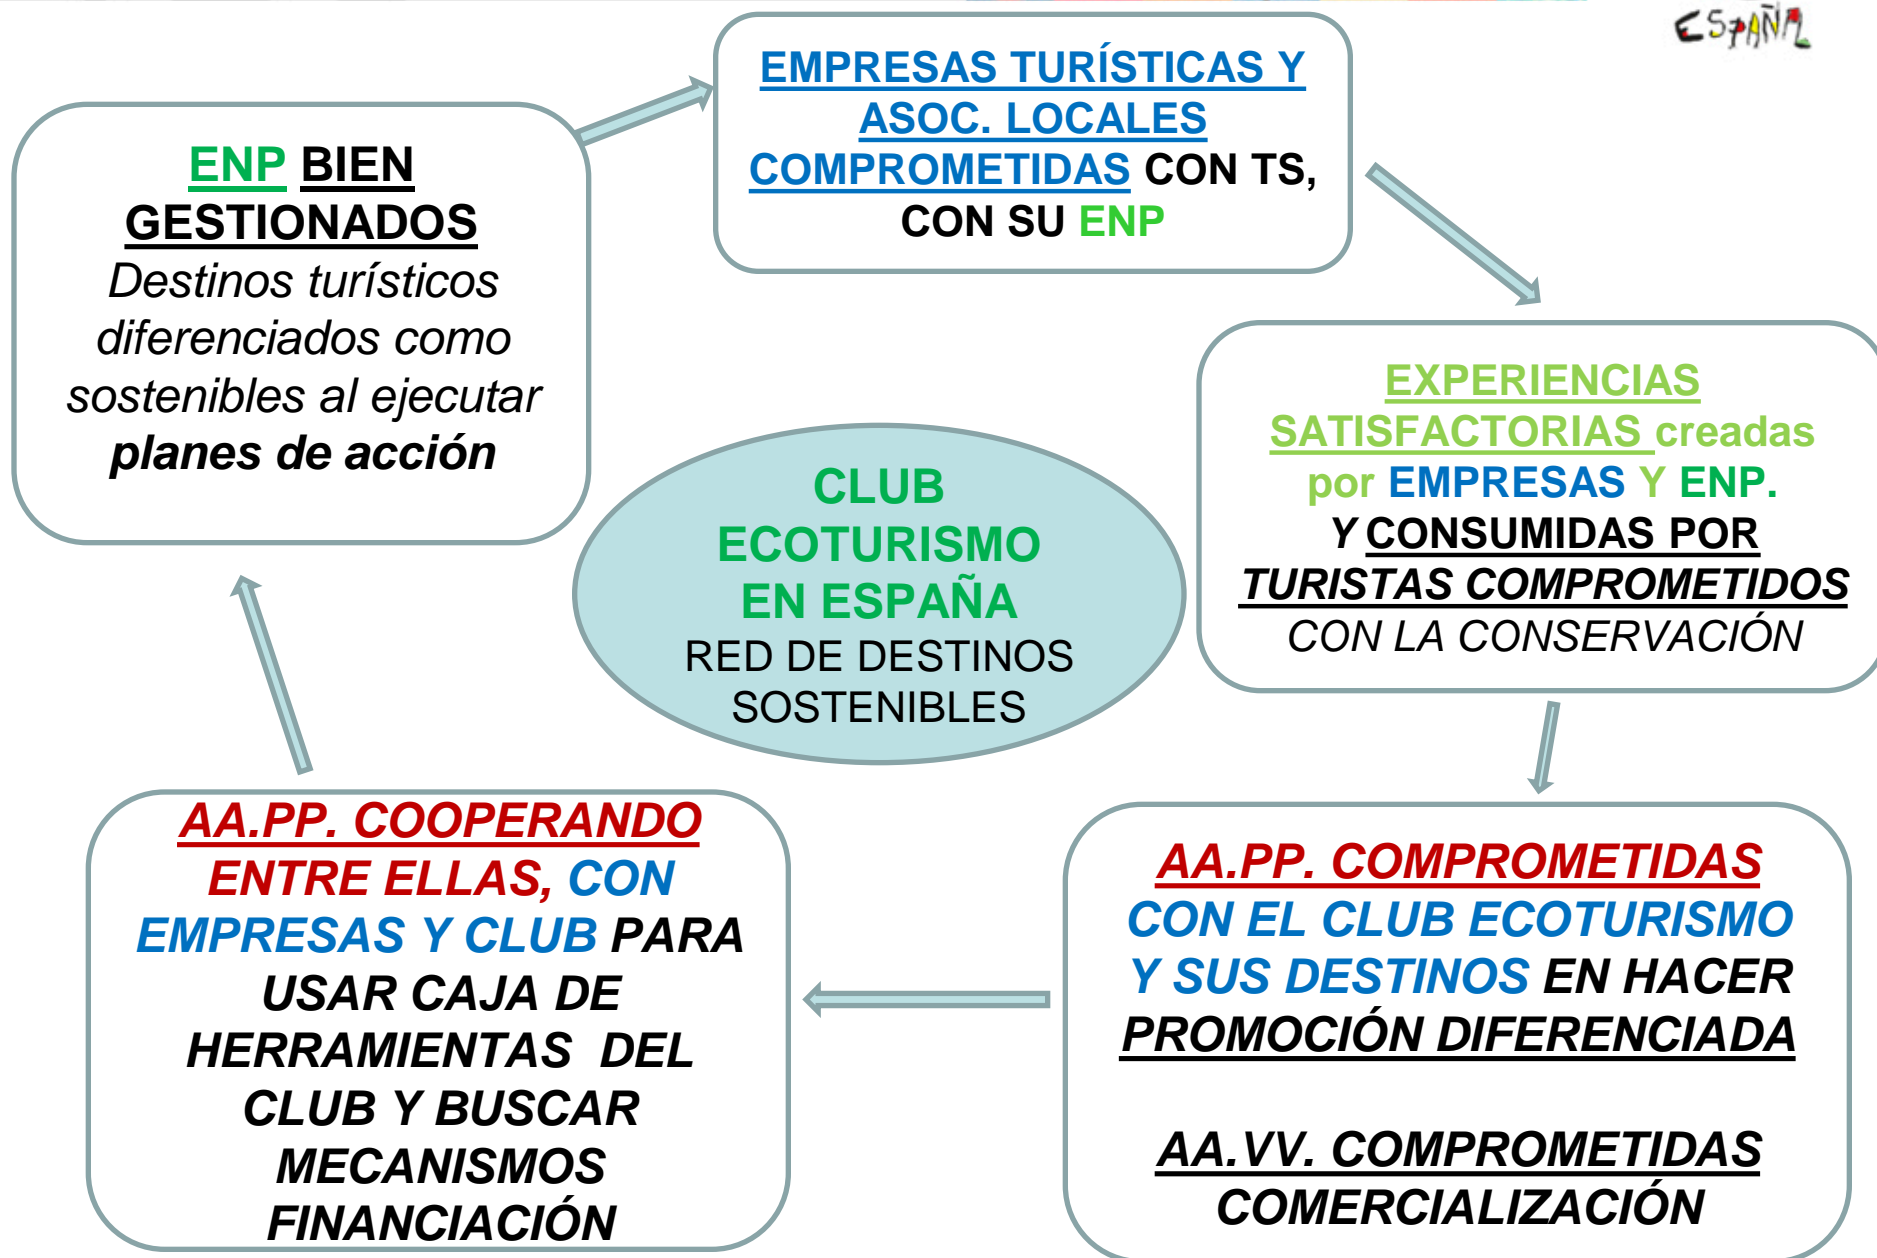 ESPAÑA
ENP BIEN
GESTIONADOS
Destinos turísticos
diferenciados como
sostenibles al ejecutar
planes de acción
EMPRESAS TURÍSTICAS Y
ASOC. LOCALES
COMPROMETIDAS CON TS,
CON SU ENP
EXPERIENCIAS
SATISFACTORIAS creadas
por EMPRESAS Y ENP.
Y CONSUMIDAS POR
TURISTAS COMPROMETIDOS
CON LA CONSERVACIÓN
CLUB
ECOTURISMO
EN ESPAÑA
RED DE DESTINOS
SOSTENIBLES
AA.PP. COOPERANDO
ENTRE ELLAS, CON
EMPRESAS Y CLUB PARA
USAR CAJA DE
HERRAMIENTAS DEL
CLUB Y BUSCAR
MECANISMOS
FINANCIACIÓN
AA.PP. COMPROMETIDAS
CON EL CLUB ECOTURISMO
Y SUS DESTINOS EN HACER
PROMOCIÓN DIFERENCIADA
AA.VV. COMPROMETIDAS
COMERCIALIZACIÓN